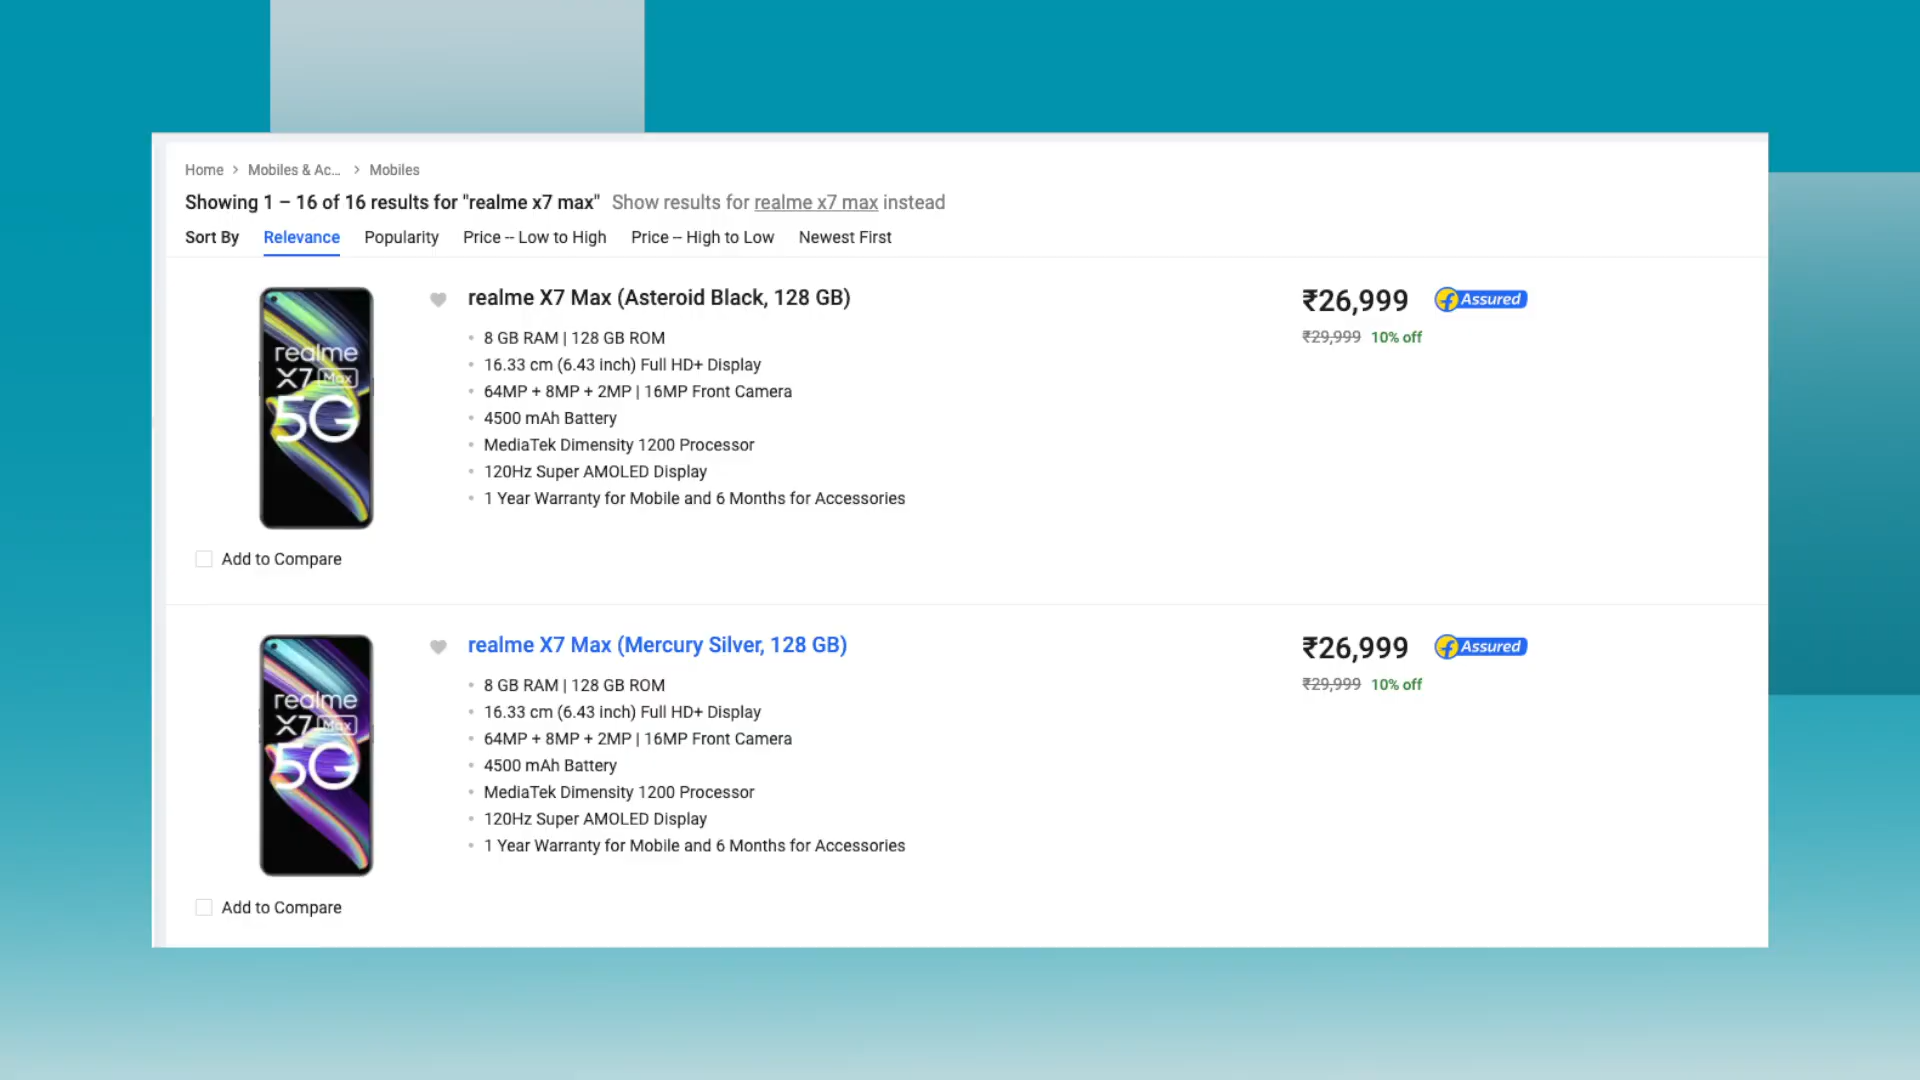 Home > Mobiles & Ac... > Mobiles
Showing 1 – 16 of 16 results for "realme x7 max" Show results for realme x7 max instead
Sort By Relevance Popularity Price -- Low to High Price -- High to Low Newest First
realme
X7 Max
5G
Add to Compare
realme X7 Max (Asteroid Black, 128 GB)
8 GB RAM | 128 GB ROM
16.33 cm (6.43 inch) Full HD+ Display
64MP + 8MP + 2MP | 16MP Front Camera
4500 mAh Battery
MediaTek Dimensity 1200 Processor
120Hz Super AMOLED Display
1 Year Warranty for Mobile and 6 Months for Accessories
₹26,999 f Assured
₹29,999 10% off
realme
X7 Max
5G
Add to Compare
realme X7 Max (Mercury Silver, 128 GB)
8 GB RAM | 128 GB ROM
16.33 cm (6.43 inch) Full HD+ Display
64MP + 8MP + 2MP | 16MP Front Camera
4500 mAh Battery
MediaTek Dimensity 1200 Processor
120Hz Super AMOLED Display
1 Year Warranty for Mobile and 6 Months for Accessories
₹26,999 f Assured
₹29,999 10% off